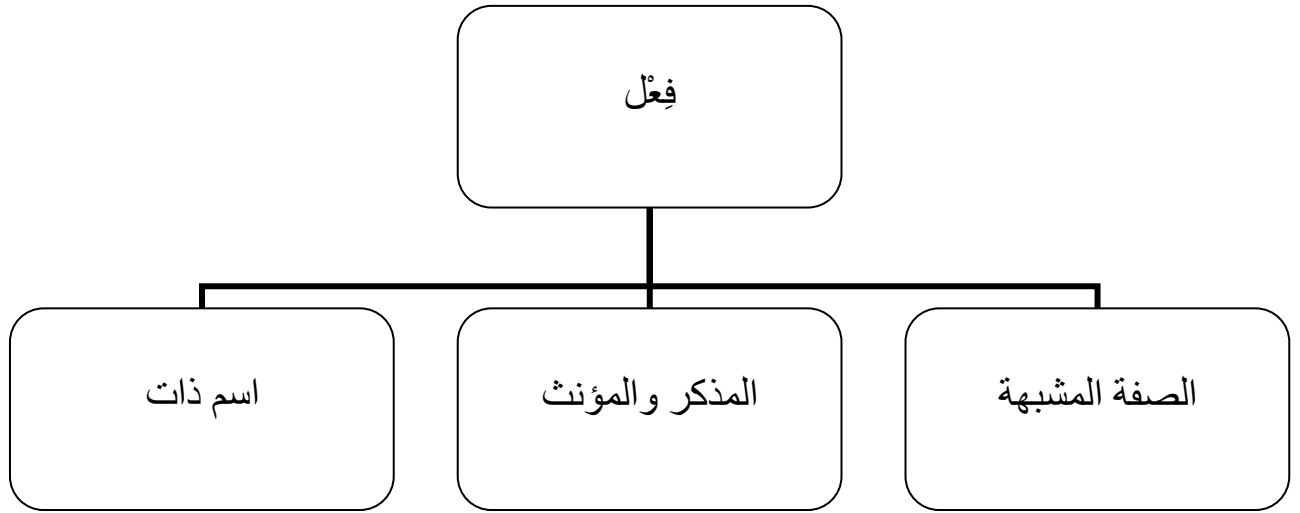 فِعْل
الصفة المشبهة
المذكر والمؤنث
اسم ذات